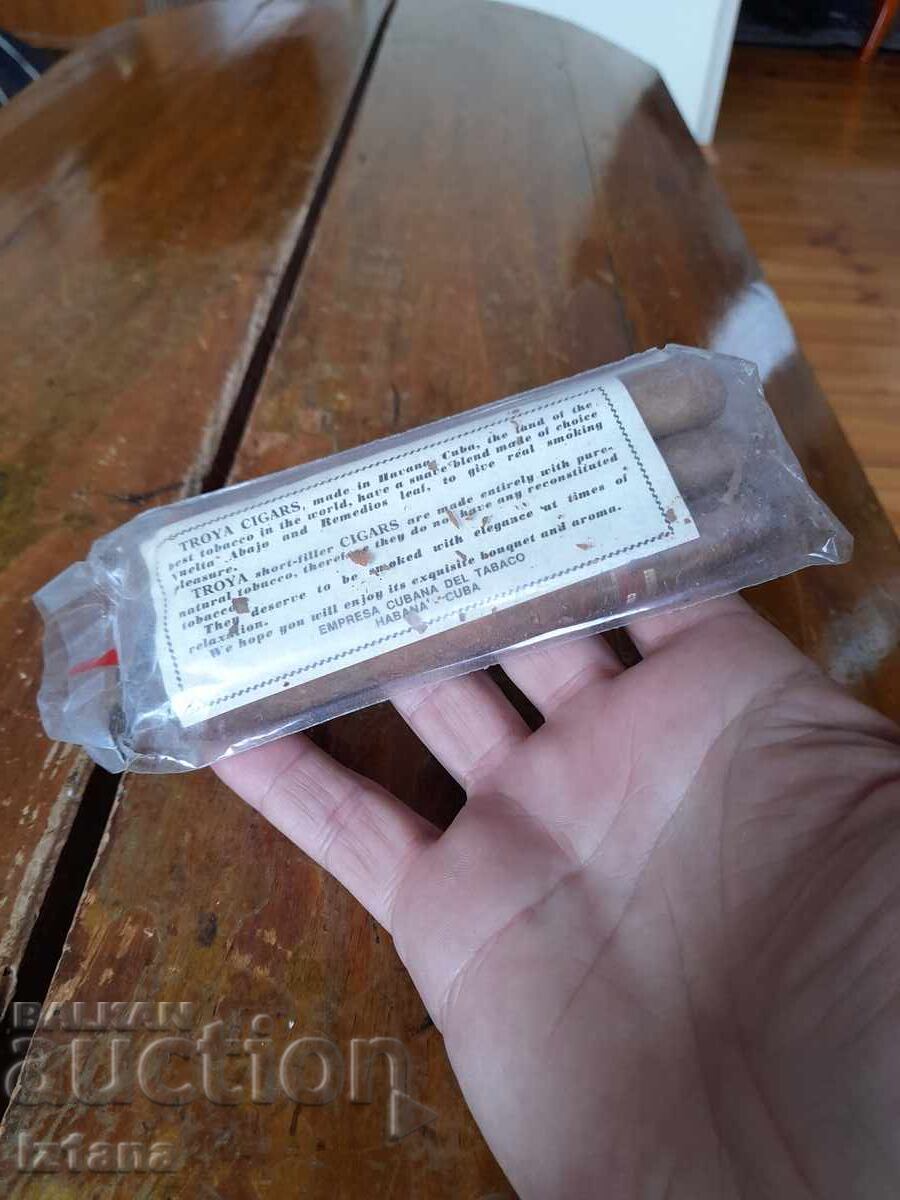 TROYA CIGARS, made in Havana, Cuba, the land of the
best tobacco in the world, have a suave blend made of choice
Vuelta Abajo and Remedios leaf, to give real smoking
pleasure.
TROYA short-filler CIGARS are made entirely with pure-
natural tobacco, therefore they do not have any reconstituted
tobacco.
They deserve to be smoked with elegance at times of
relaxation.
We hope you will enjoy its exquisite bouquet and aroma.
EMPRESA CUBANA DEL TABACO
HABANA - CUBA
BALKAN
auction
Iztana